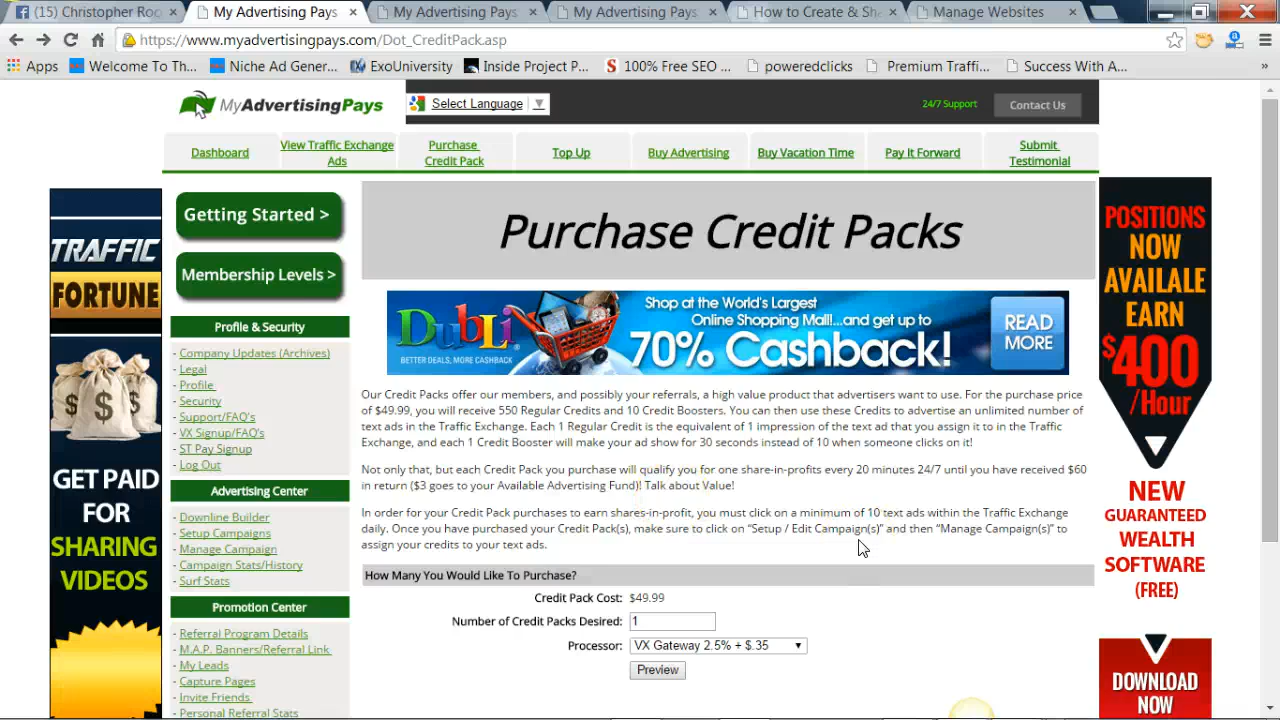 (15) Christopher Roo
My Advertising Pays
My Advertising Pays
My Advertising Pays
How to Create & Sha
Manage Websites
https://www.myadvertisingpays.com/Dot_CreditPack.asp
Apps
Welcome To Th...
Niche Ad Gener...
ExoUniversity
Inside Project P...
100% Free SEO ...
poweredclicks
Premium Traffi...
Success With A...
MyAdvertisingPays
Select Language
24/7 Support
Contact Us
Dashboard
View Traffic Exchange
Ads
Purchase
Credit Pack
Top Up
Buy Advertising
Buy Vacation Time
Pay It Forward
Submit
Testimonial
Getting Started >
Membership Levels >
Profile & Security
- Company Updates (Archives)
- Legal
- Profile
- Security
- Support/FAQ's
- VX Signup/FAQ's
- ST Pay Signup
- Log Out
Advertising Center
- Downline Builder
- Setup Campaigns
- Manage Campaign
- Campaign Stats/History
- Surf Stats
Promotion Center
- Referral Program Details
- M.A.P. Banners/Referral Link
- My Leads
- Capture Pages
- Invite Friends
- Personal Referral Stats
TRAFFIC
FORTUNE
GET PAID
FOR
SHARING
VIDEOS
Purchase Credit Packs
DubLi
BETTER DEALS, MORE CASHBACK!
Shop at the World's Largest
Online Shopping Mall!...and get up to
70% Cashback!
READ
MORE
Our Credit Packs offer our members, and possibly your referrals, a high value product that advertisers want to use. For the purchase price
of $49.99, you will receive 550 Regular Credits and 10 Credit Boosters. You can then use these Credits to advertise an unlimited number of
text ads in the Traffic Exchange. Each 1 Regular Credit is the equivalent of 1 impression of the text ad that you assign it to in the Traffic
Exchange, and each 1 Credit Booster will make your ad show for 30 seconds instead of 10 when someone clicks on it!
Not only that, but each Credit Pack you purchase will qualify you for one share-in-profits every 20 minutes 24/7 until you have received $60
in return ($3 goes to your Available Advertising Fund)! Talk about Value!
In order for your Credit Pack purchases to earn shares-in-profit, you must click on a minimum of 10 text ads within the Traffic Exchange
daily. Once you have purchased your Credit Pack(s), make sure to click on "Setup / Edit Campaign(s)" and then "Manage Campaign(s)" to
assign your credits to your text ads.
How Many You Would Like To Purchase?
Credit Pack Cost: $49.99
Number of Credit Packs Desired: 1
Processor: VX Gateway 2.5% + $.35
Preview
POSITIONS
NOW
AVAILALE
EARN
$400
/Hour
NEW
GUARANTEED
WEALTH
SOFTWARE
(FREE)
DOWNLOAD
NOW